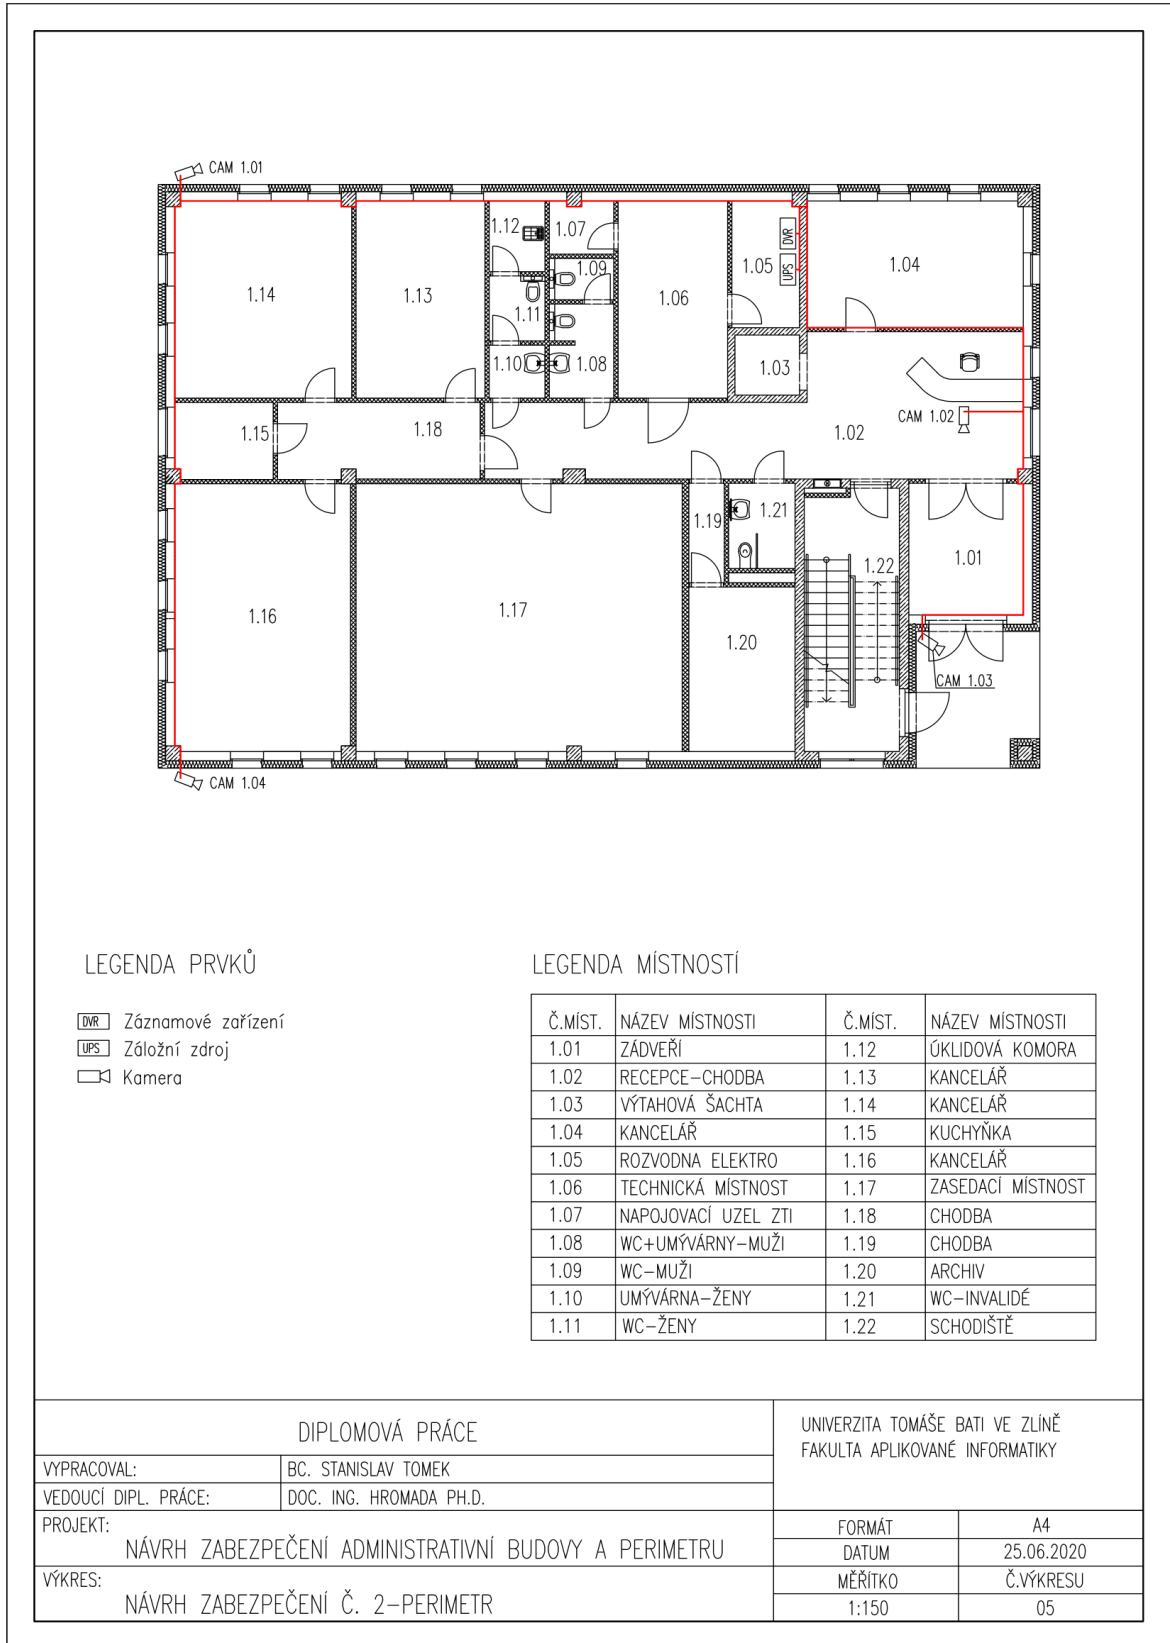 CAM 1.01
1.12
1.07
DVR
1.09
1.05
UPS
1.04
1.14
1.13
1.06
1.11
1.10
1.08
1.03
CAM 1.02
1.15
1.18
1.02
1.19
1.21
1.22
1.01
1.16
1.17
1.20
CAM 1.03
CAM 1.04
LEGENDA PRVKŮ
DVR Záznamové zařízení
UPS Záložní zdroj
Kamera
LEGENDA MÍSTNOSTÍ
Č.MÍST. NÁZEV MÍSTNOSTI Č.MÍST. NÁZEV MÍSTNOSTI
1.01 ZÁDVEŘÍ 1.12 ÚKLIDOVÁ KOMORA
1.02 RECEPCE-CHODBA 1.13 KANCELÁŘ
1.03 VÝTAHOVÁ ŠACHTA 1.14 KANCELÁŘ
1.04 KANCELÁŘ 1.15 KUCHYŇKA
1.05 ROZVODNA ELEKTRO 1.16 KANCELÁŘ
1.06 TECHNICKÁ MÍSTNOST 1.17 ZASEDACÍ MÍSTNOST
1.07 NAPOJOVACÍ UZEL ZTI 1.18 CHODBA
1.08 WC+UMÝVÁRNY-MUŽI 1.19 CHODBA
1.09 WC-MUŽI 1.20 ARCHIV
1.10 UMÝVÁRNA-ŽENY 1.21 WC-INVALIDÉ
1.11 WC-ŽENY 1.22 SCHODIŠTĚ
DIPLOMOVÁ PRÁCE
UNIVERZITA TOMÁŠE BATI VE ZLÍNĚ
FAKULTA APLIKOVANÉ INFORMATIKY
VYPRACOVAL: BC. STANISLAV TOMEK
VEDOUCÍ DIPL. PRÁCE: DOC. ING. HROMADA PH.D.
PROJEKT:
NÁVRH ZABEZPEČENÍ ADMINISTRATIVNÍ BUDOVY A PERIMETRU
VÝKRES:
NÁVRH ZABEZPEČENÍ Č. 2-PERIMETR
FORMÁT A4
DATUM 25.06.2020
MĚŘÍTKO Č.VÝKRESU
1:150 05